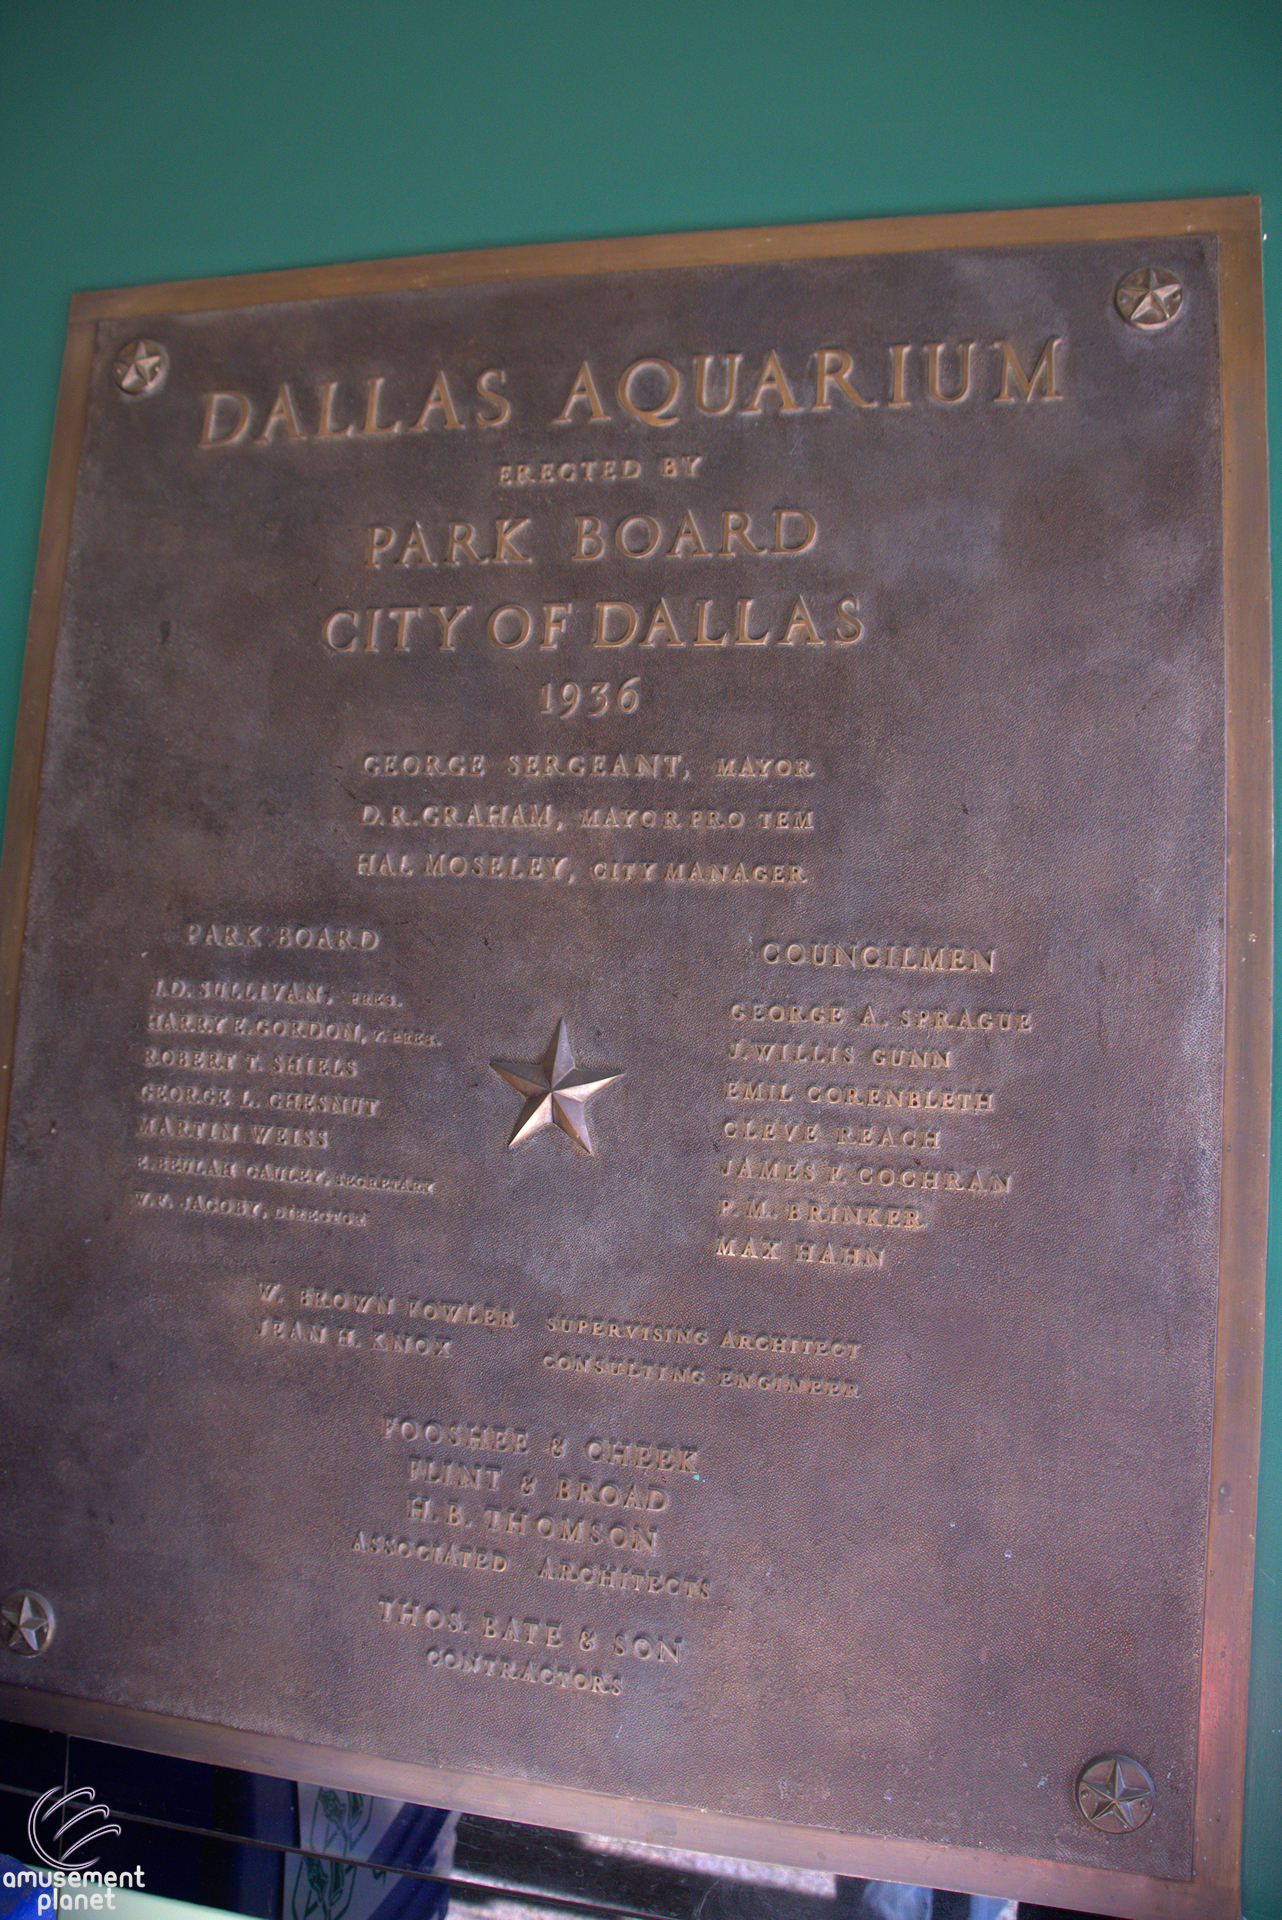 DALLAS AQUARIUM
ERECTED BY
PARK BOARD
CITY OF DALLAS
1936
GEORGE SERGEANT, MAYOR
D.R. GRAHAM, MAYOR PRO TEM
HAL MOSELEY, CITY MANAGER
PARK BOARD
J.D. SULLIVAN, PRES.
HARRY E. GORDON, V. PRES.
ROBERT T. SHIELS
GEORGE L. CHESNUT
MARTIN WEISS
E. BEULAH CAULEY, SECRETARY
W.F. JACOBY, DIRECTOR
COUNCILMEN
GEORGE A. SPRAGUE
J. WILLIS GUNN
EMIL CORENBLETH
CLEVE REACH
JAMES F. COCHRAN
P. M. BRINKER
MAX HAHN
W. BROWN FOWLER SUPERVISING ARCHITECT
JEAN H. KNOX CONSULTING ENGINEER
FOOSHEE & CHEEK
FLINT & BROAD
H. B. THOMSON
ASSOCIATED ARCHITECTS
THOS. BATE & SON
CONTRACTORS
amusement
planet